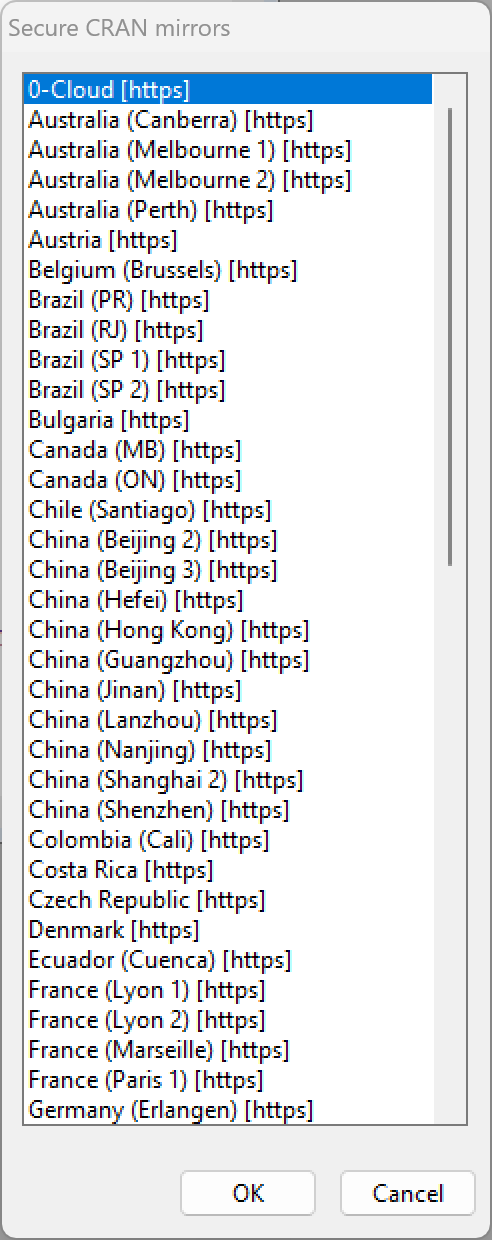 Secure CRAN mirrors
0-Cloud [https]
Australia (Canberra) [https]
Australia (Melbourne 1) [https]
Australia (Melbourne 2) [https]
Australia (Perth) [https]
Austria [https]
Belgium (Brussels) [https]
Brazil (PR) [https]
Brazil (RJ) [https]
Brazil (SP 1) [https]
Brazil (SP 2) [https]
Bulgaria [https]
Canada (MB) [https]
Canada (ON) [https]
Chile (Santiago) [https]
China (Beijing 2) [https]
China (Beijing 3) [https]
China (Hefei) [https]
China (Hong Kong) [https]
China (Guangzhou) [https]
China (Jinan) [https]
China (Lanzhou) [https]
China (Nanjing) [https]
China (Shanghai 2) [https]
China (Shenzhen) [https]
Colombia (Cali) [https]
Costa Rica [https]
Czech Republic [https]
Denmark [https]
Ecuador (Cuenca) [https]
France (Lyon 1) [https]
France (Lyon 2) [https]
France (Marseille) [https]
France (Paris 1) [https]
Germany (Erlangen) [https]
OK
Cancel